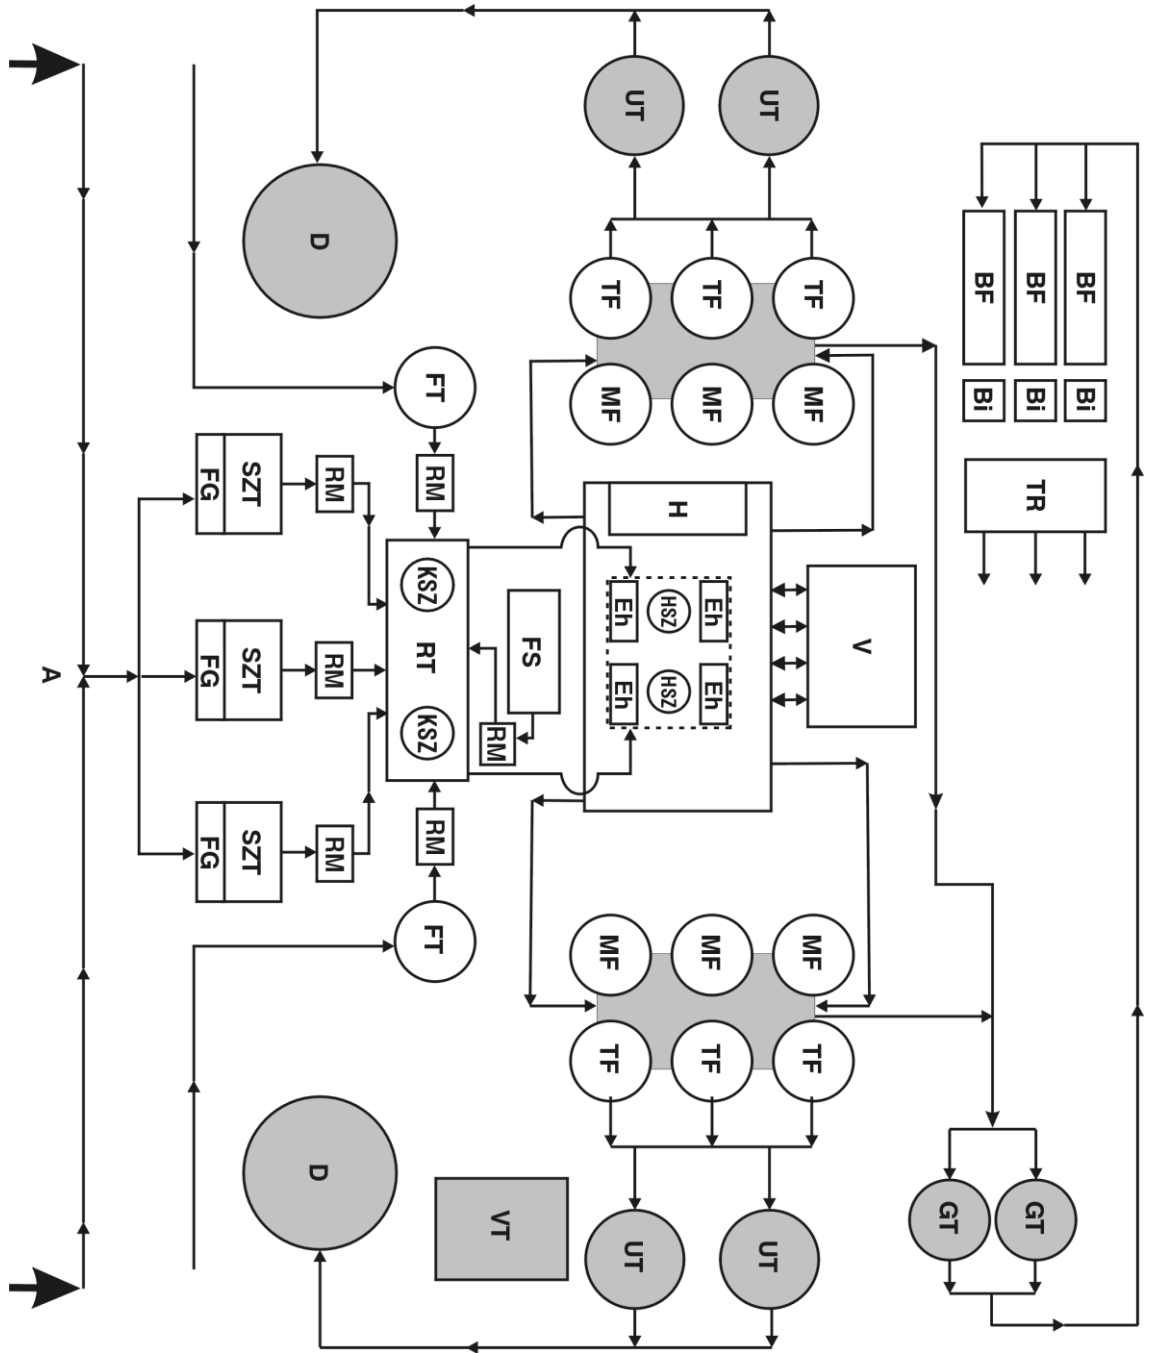 UT
UT
D
TF
TF
TF
BF
BF
BF
FT
MF
MF
MF
Bi
Bi
Bi
FG
SZT
RM
RM
H
TR
KSZ
Eh
HSZ
Eh
A
FG
SZT
RM
RT
FS
V
KSZ
RM
Eh
HSZ
Eh
FG
SZT
RM
RM
FT
MF
MF
MF
TF
TF
TF
D
VT
UT
UT
GT
GT